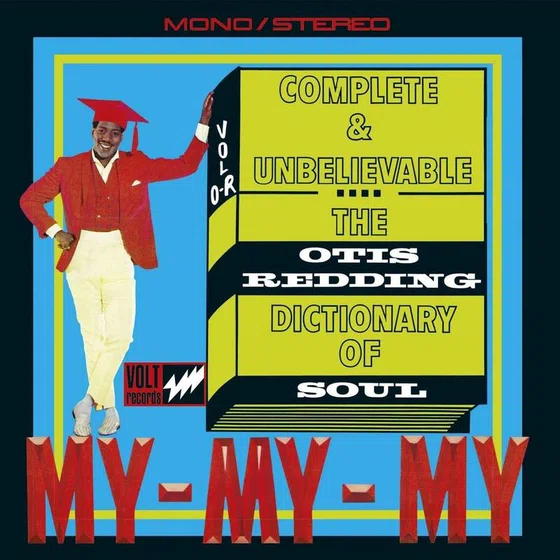 MONO/STEREO
VOL
O-R
COMPLETE
&
UNBELIEVABLE
....
THE
OTIS
REDDING
DICTIONARY
OF
SOUL
VOLT
records
MY-MY-MY